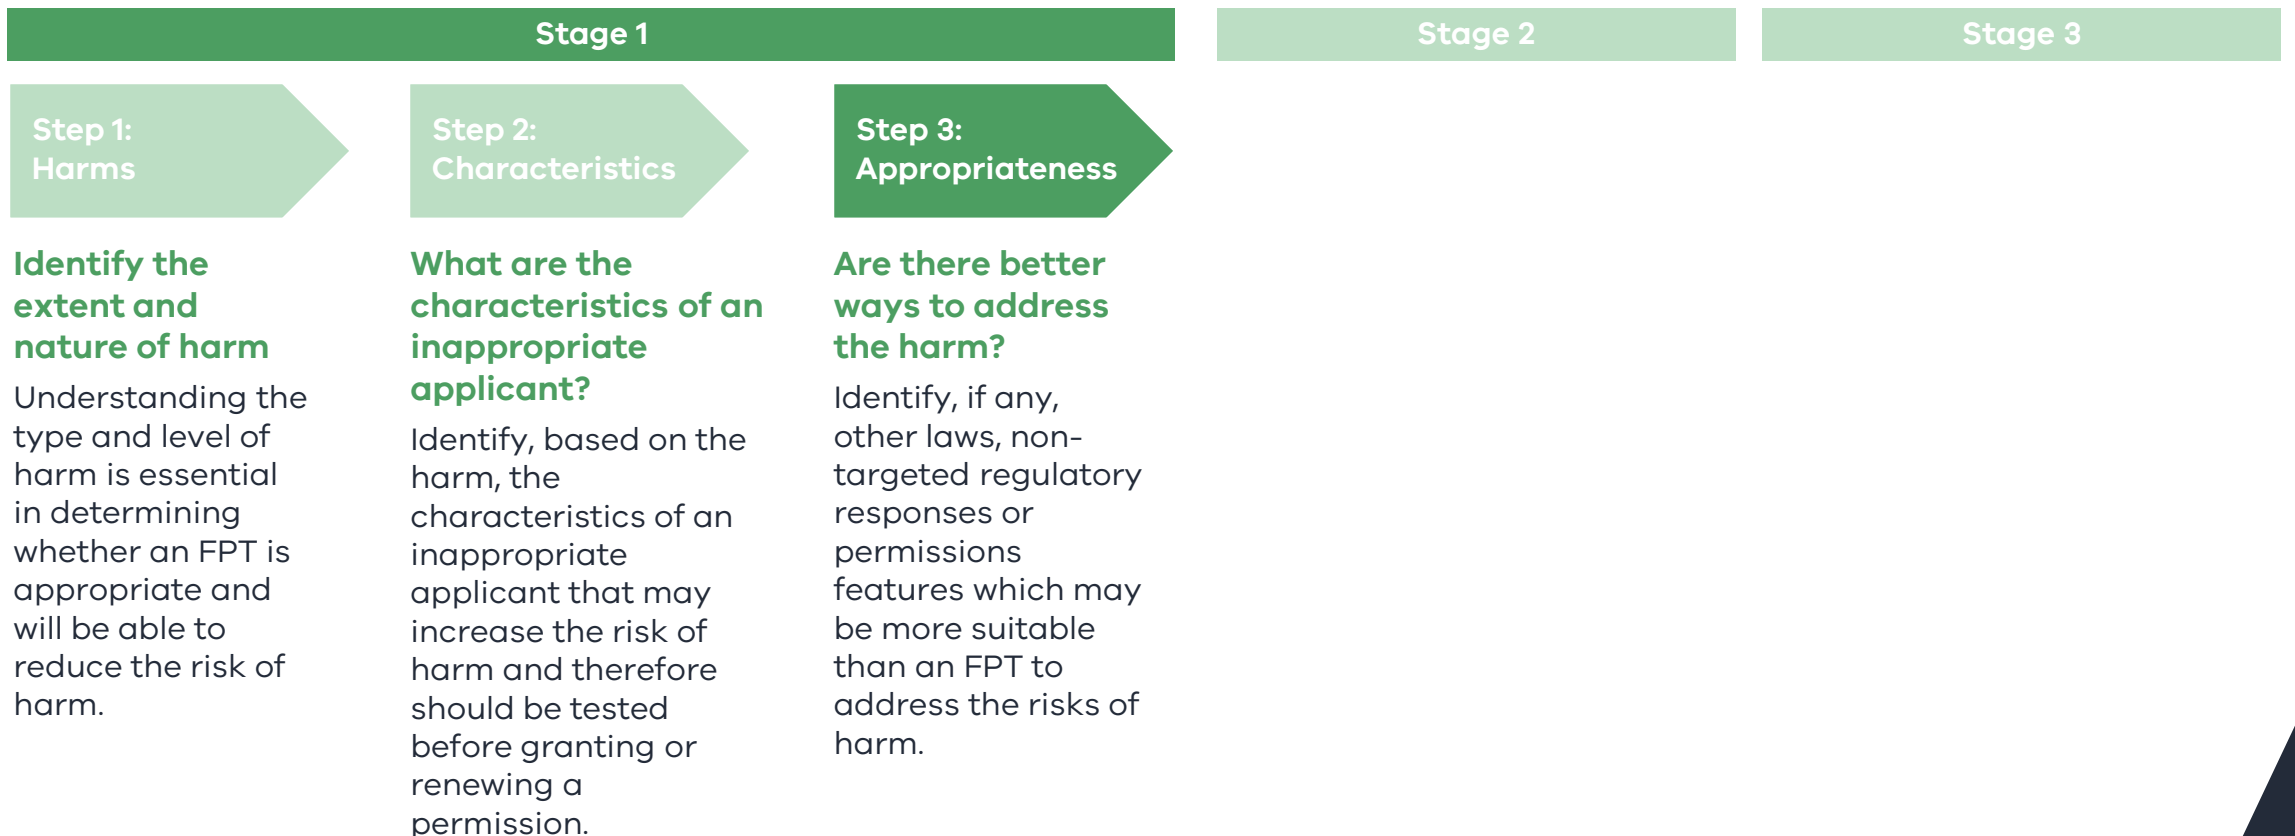 Stage 1
Stage 2
Stage 3
Step 1:
Harms
Step 2:
Characteristics
Step 3:
Appropriateness
Identify the
extent and
nature of harm
Understanding the
type and level of
harm is essential
in determining
whether an FPT is
appropriate and
will be able to
reduce the risk of
harm.
What are the
characteristics of an
inappropriate
applicant?
Identify, based on the
harm, the
characteristics of an
inappropriate
applicant that may
increase the risk of
harm and therefore
should be tested
before granting or
renewing a
permission.
Are there better
ways to address
the harm?
Identify, if any,
other laws, non-
targeted regulatory
responses or
permissions
features which may
be more suitable
than an FPT to
address the risks of
harm.